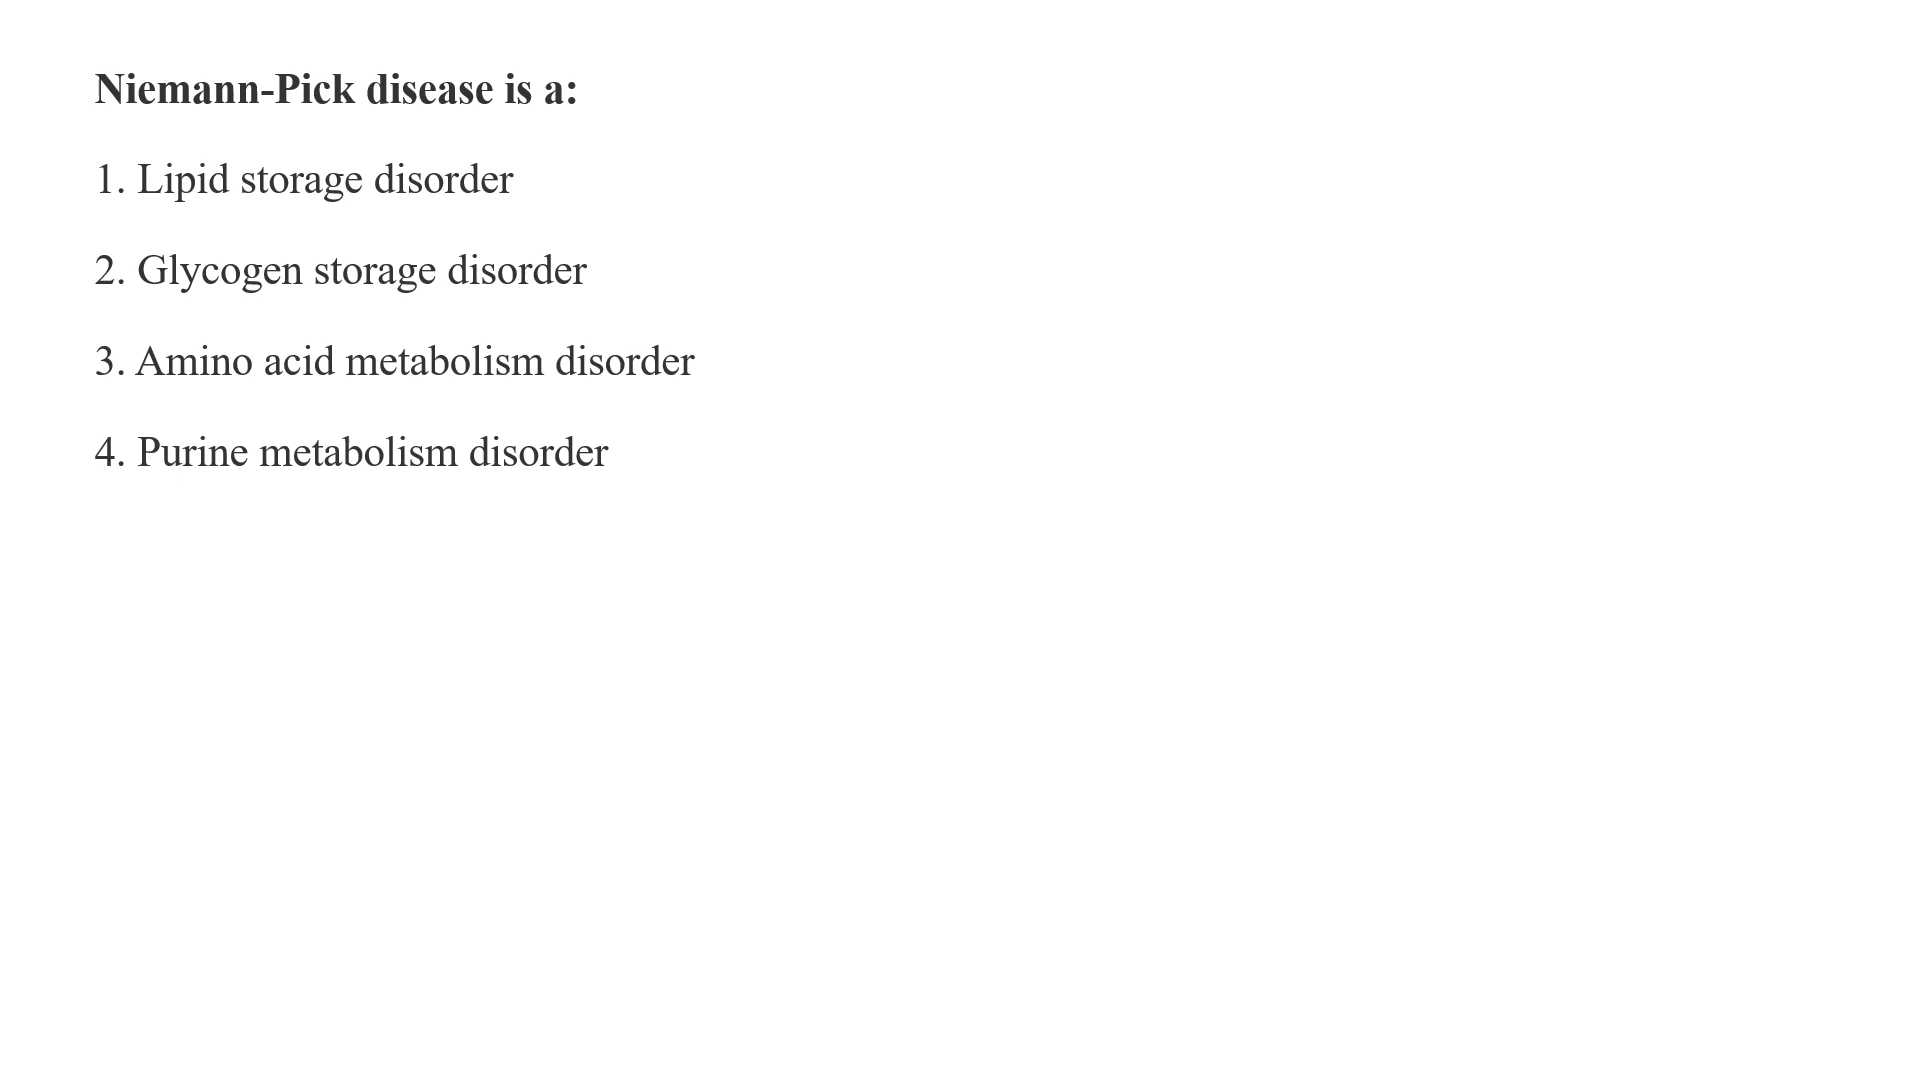 Niemann-Pick disease is a:
1. Lipid storage disorder
2. Glycogen storage disorder
3. Amino acid metabolism disorder
4. Purine metabolism disorder